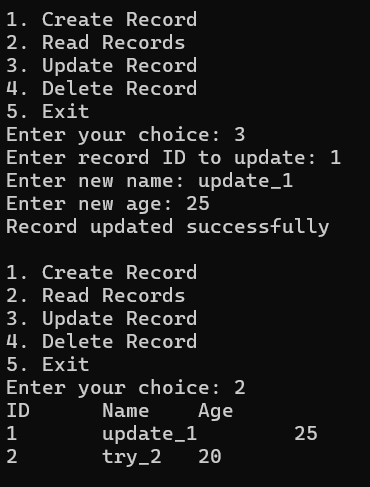 1. Create Record
2. Read Records
3. Update Record
4. Delete Record
5. Exit
Enter your choice: 3
Enter record ID to update: 1
Enter new name: update_1
Enter new age: 25
Record updated successfully

1. Create Record
2. Read Records
3. Update Record
4. Delete Record
5. Exit
Enter your choice: 2
ID      Name    Age
1       update_1        25
2       try_2   20